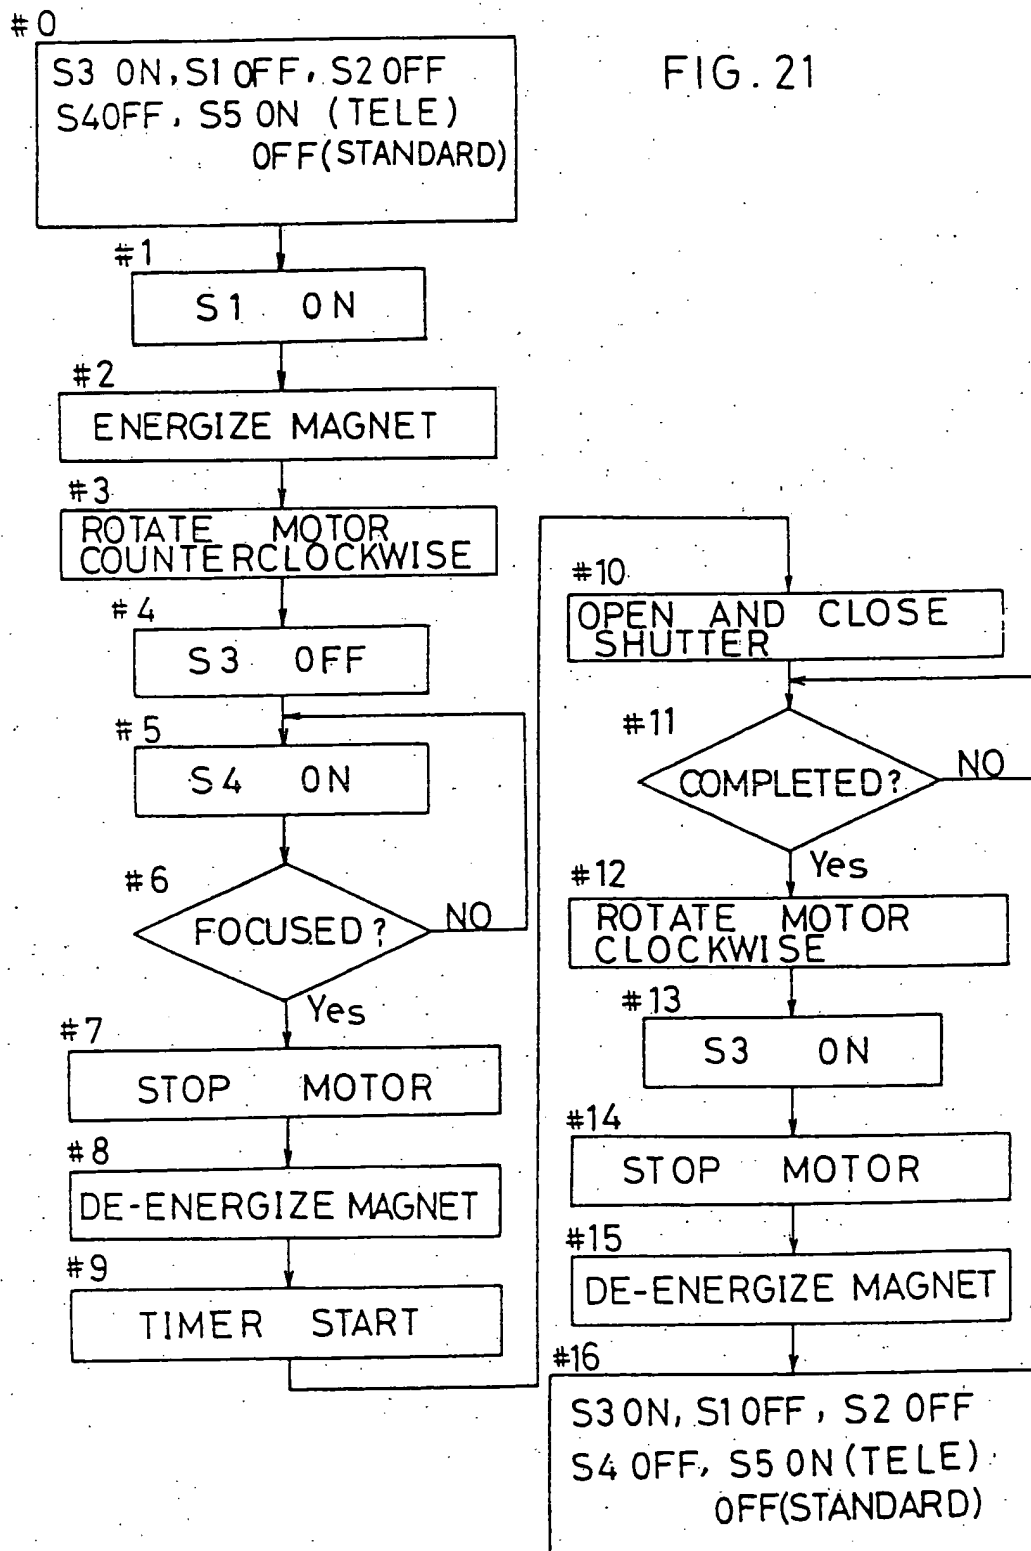 FIG. 21
#0
S3 ON, S1 OFF, S2 OFF
S4 OFF, S5 ON (TELE)
OFF (STANDARD)
#1
S1 ON
#2
ENERGIZE MAGNET
#3
ROTATE MOTOR
COUNTERCLOCKWISE
#4
S3 OFF
#5
S4 ON
#6
FOCUSED?
NO
Yes
#7
STOP MOTOR
#8
DE-ENERGIZE MAGNET
#9
TIMER START
#10
OPEN AND CLOSE
SHUTTER
#11
COMPLETED?
NO
Yes
#12
ROTATE MOTOR
CLOCKWISE
#13
S3 ON
#14
STOP MOTOR
#15
DE-ENERGIZE MAGNET
#16
S3 ON, S1 OFF, S2 OFF
S4 OFF, S5 ON (TELE)
OFF (STANDARD)